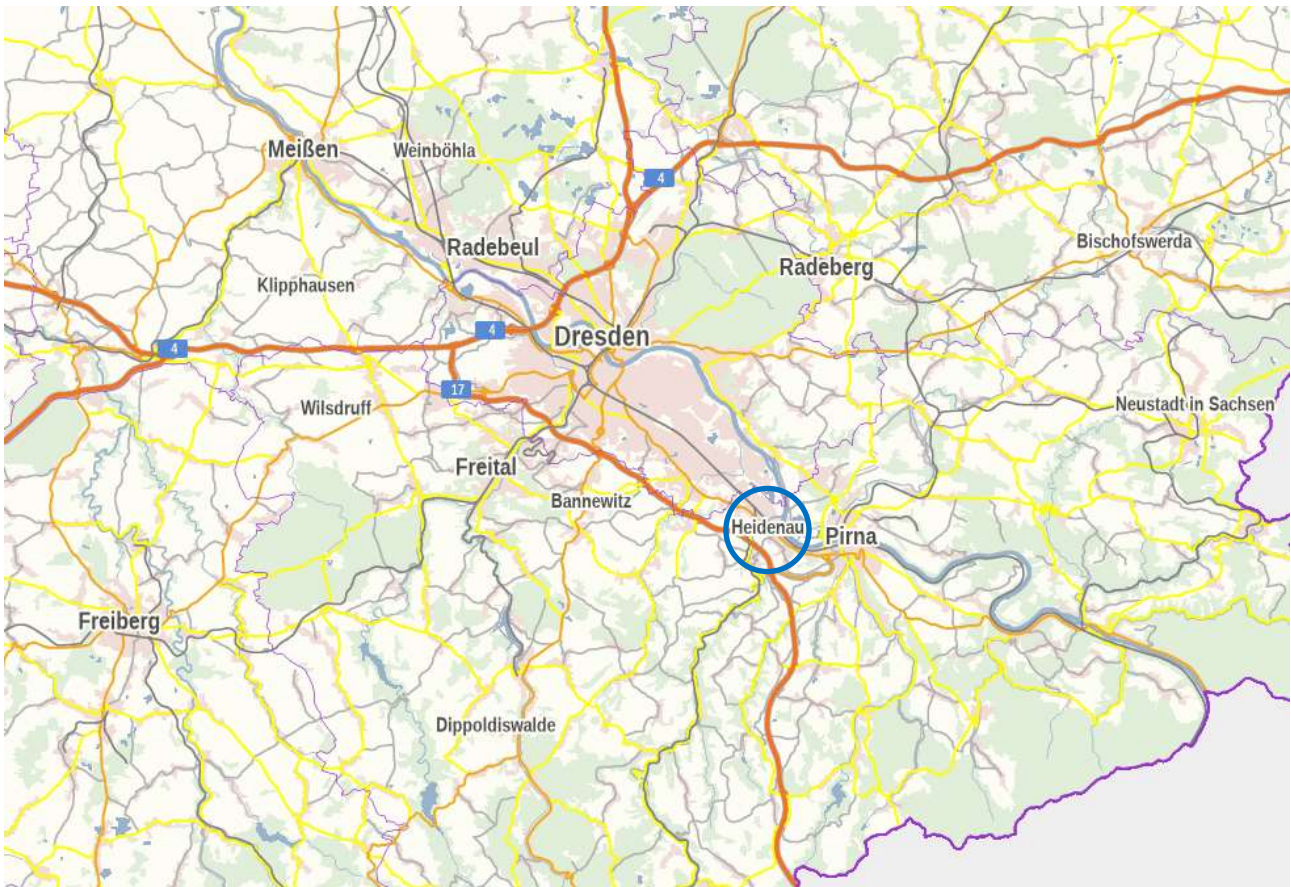 Meißen
Weinböhla
4
Radebeul
Bischofswerda
Radeberg
Klipphausen
4
Dresden
4
17
Wilsdruff
Neustadt in Sachsen
Freital
Bannewitz
Heidenau
Pirna
Freiberg
Dippoldiswalde